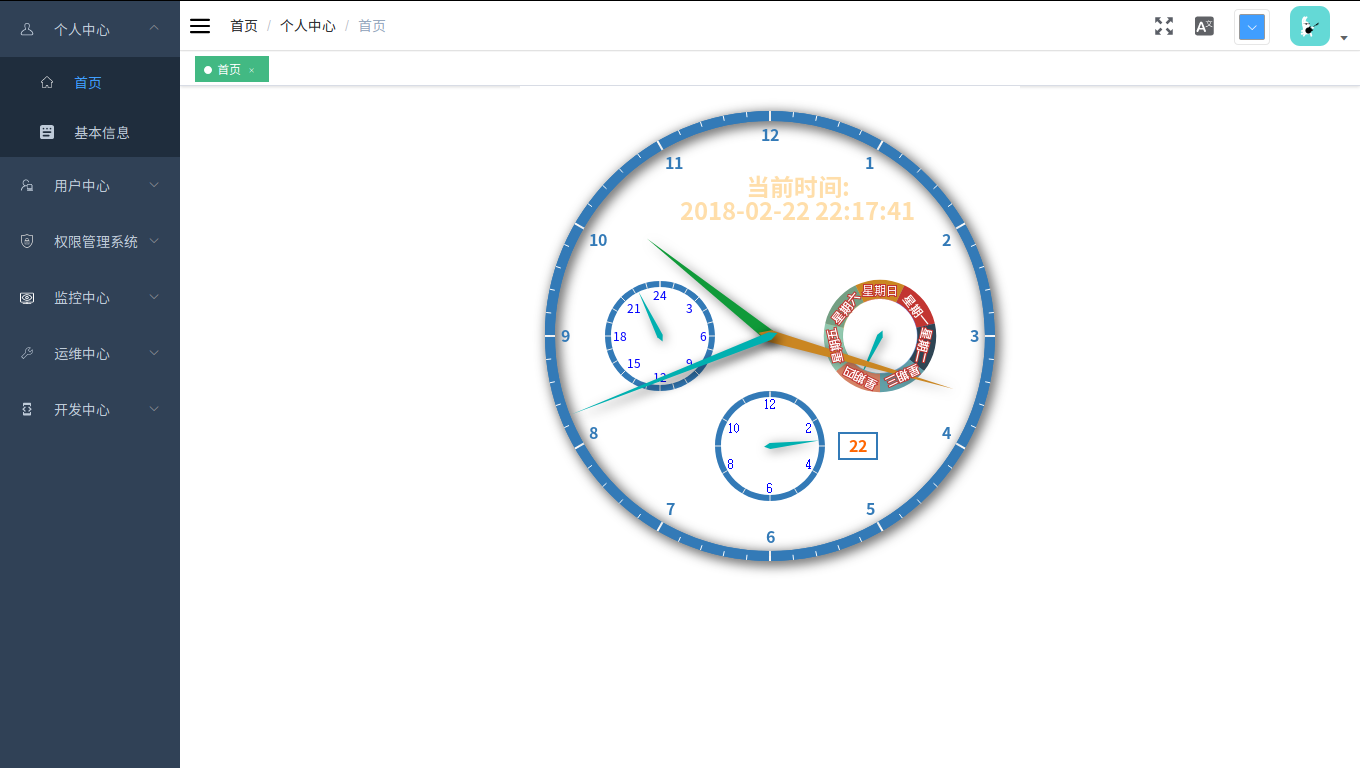 个人中心
首页
基本信息
用户中心
权限管理系统
监控中心
运维中心
开发中心
首页 / 个人中心 / 首页
A文
首页 ×
12
1
2
3
4
5
6
7
8
9
10
11
当前时间:
2018-02-22 22:17:41
24
3
6
9
12
15
18
21
星期日
星期一
星期二
星期三
星期四
星期五
星期六
12
2
4
6
8
10
22